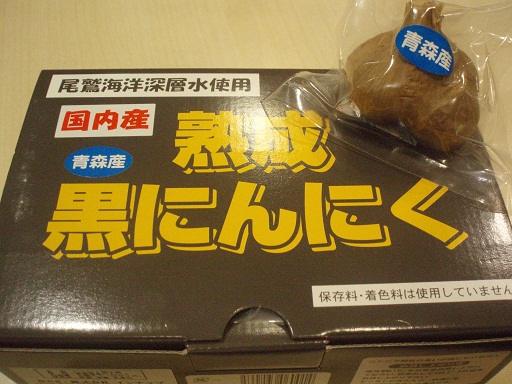 尾鷲海洋深層水使用
国内産
青森産
熟成
黒にんにく
保存料・着色料は使用していません
青森産